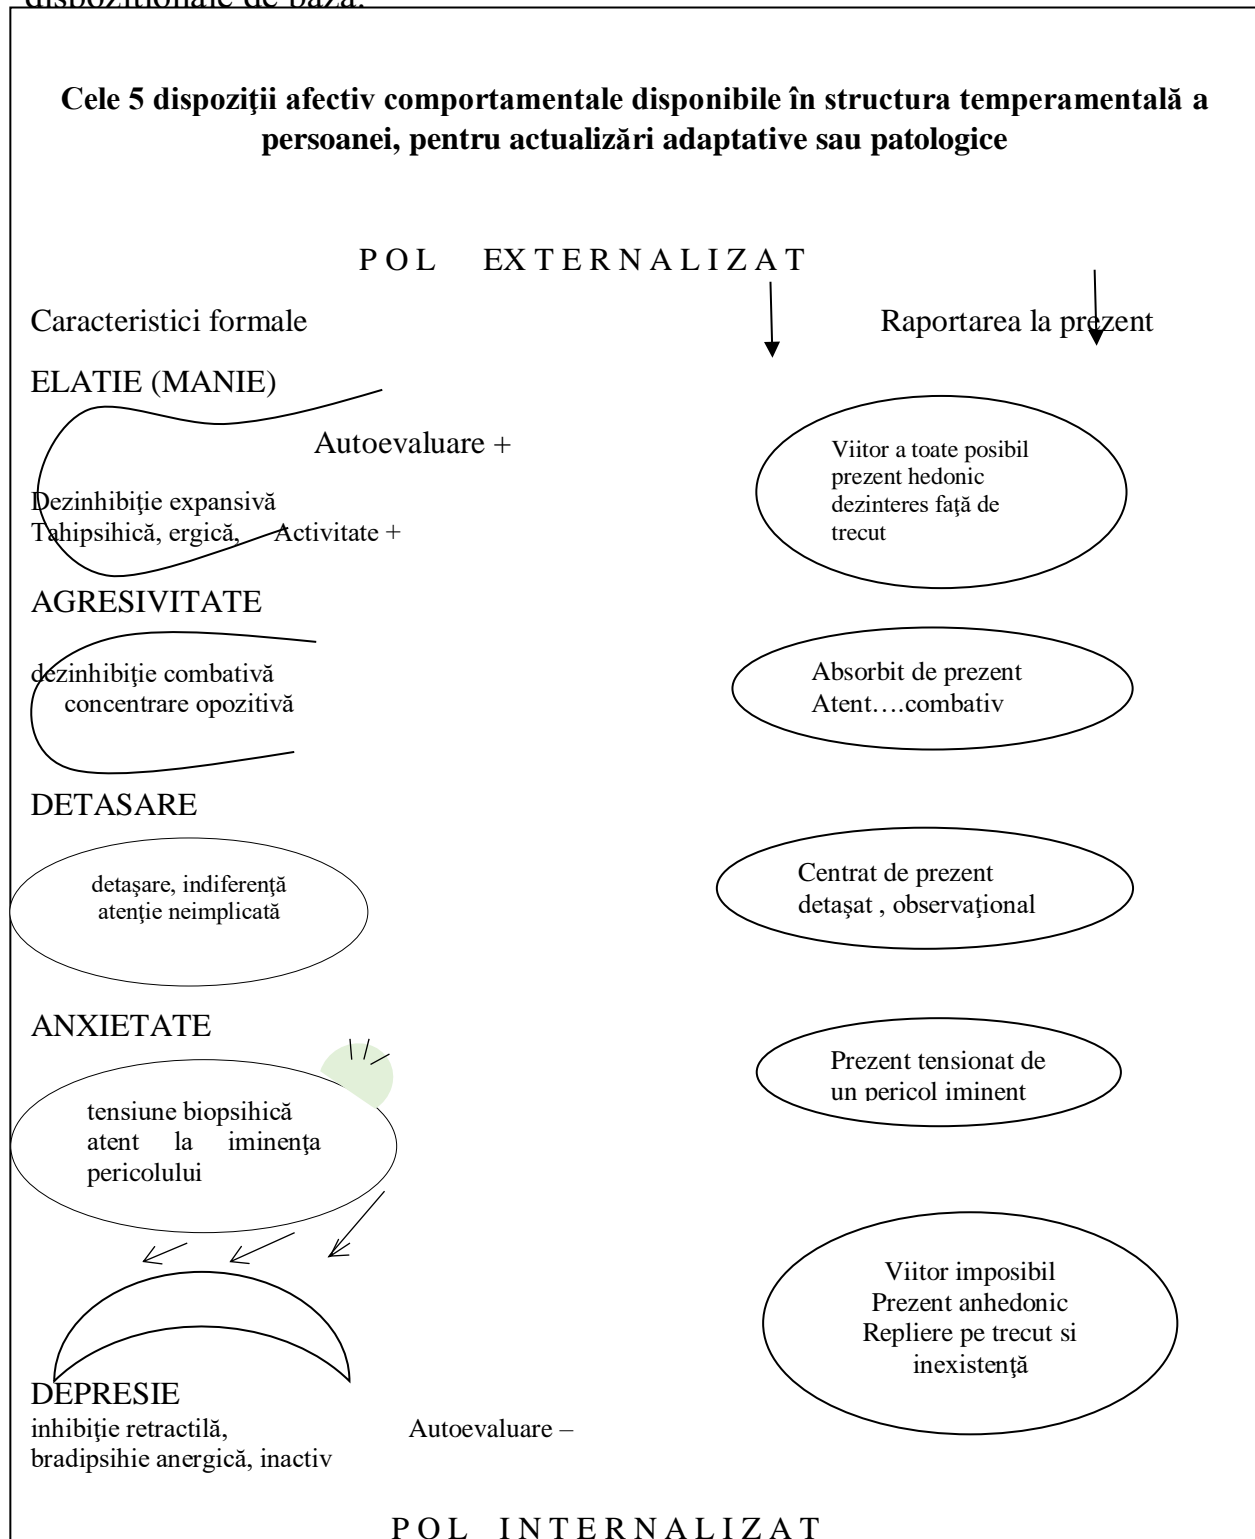 dispoziționale de bază.
Cele 5 dispoziţii afectiv comportamentale disponibile în structura temperamentală a
persoanei, pentru actualizări adaptative sau patologice
POL EXTERNALIZAT
Caracteristici formale
Raportarea la prezent
ELATIE (MANIE)
Autoevaluare +
Dezinhibiţie expansivă
Tahipsihică, ergică, Activitate +
Viitor a toate posibil
prezent hedonic
dezinteres faţă de
trecut
AGRESIVITATE
dezinhibiţie combativă
concentrare opozitivă
Absorbit de prezent
Atent….combativ
DETASARE
detaşare, indiferenţă
atenţie neimplicată
Centrat de prezent
detaşat , observaţional
ANXIETATE
tensiune biopsihică
atent la iminenţa
pericolului
Prezent tensionat de
un pericol iminent
Viitor imposibil
Prezent anhedonic
Repliere pe trecut si
inexistenţă
DEPRESIE
inhibiţie retractilă,
bradipsihie anergică, inactiv
Autoevaluare –
POL INTERNALIZAT